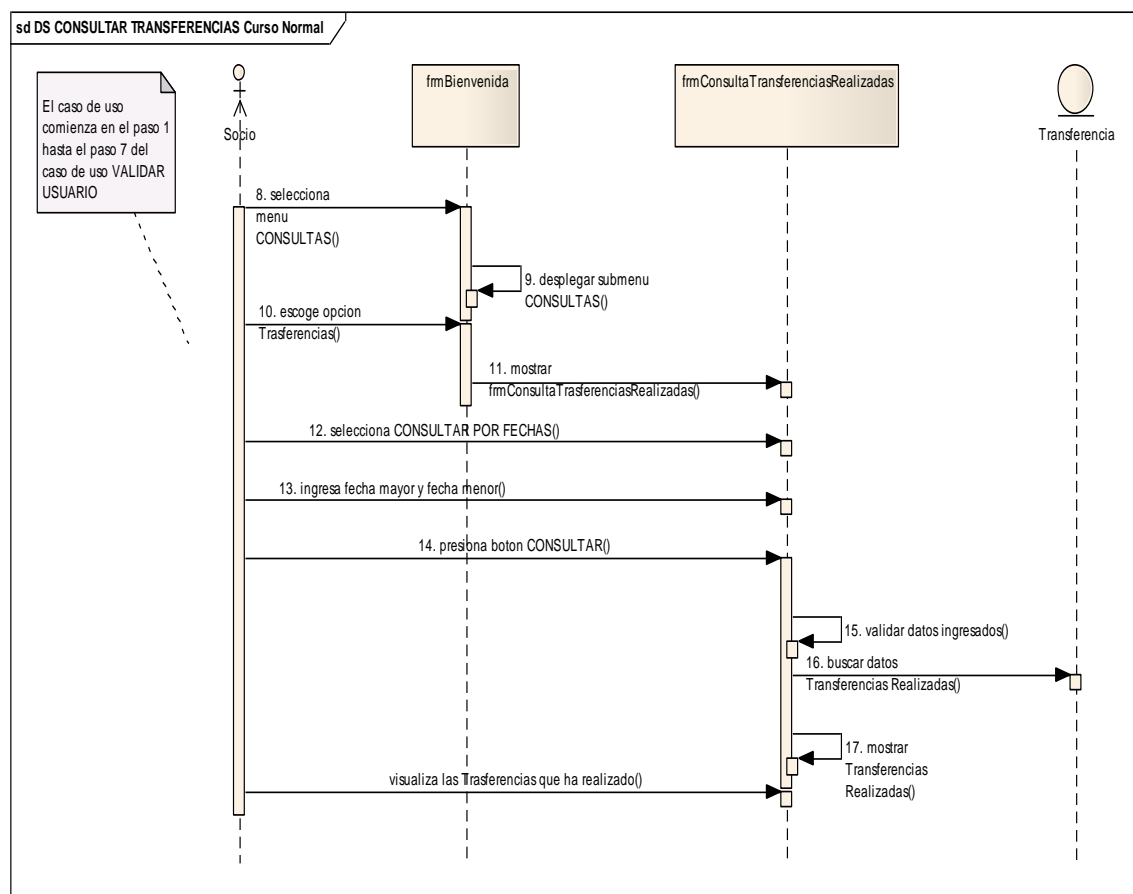 sd DS CONSULTAR TRANSFERENCIAS Curso Normal
El caso de uso
comienza en el paso 1
hasta el paso 7 del
caso de uso VALIDAR
USUARIO
Socio
frmBienvenida
frmConsultaTransferenciasRealizadas
Transferencia
8. selecciona
menu
CONSULTAS()
9. desplegar submenu
CONSULTAS()
10. escoge opcion
Trasferencias()
11. mostrar
frmConsultaTrasferenciasRealizadas()
12. selecciona CONSULTAR POR FECHAS()
13. ingresa fecha mayor y fecha menor()
14. presiona boton CONSULTAR()
15. validar datos ingresados()
16. buscar datos
Transferencias Realizadas()
17. mostrar
Transferencias
Realizadas()
visualiza las Trasferencias que ha realizado()